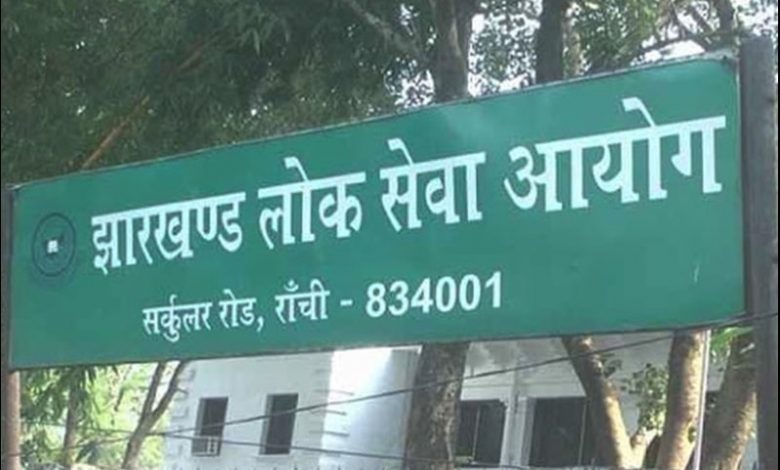 झारखण्ड लोक सेवा आयोग
सर्कुलर रोड, राँची - 834001